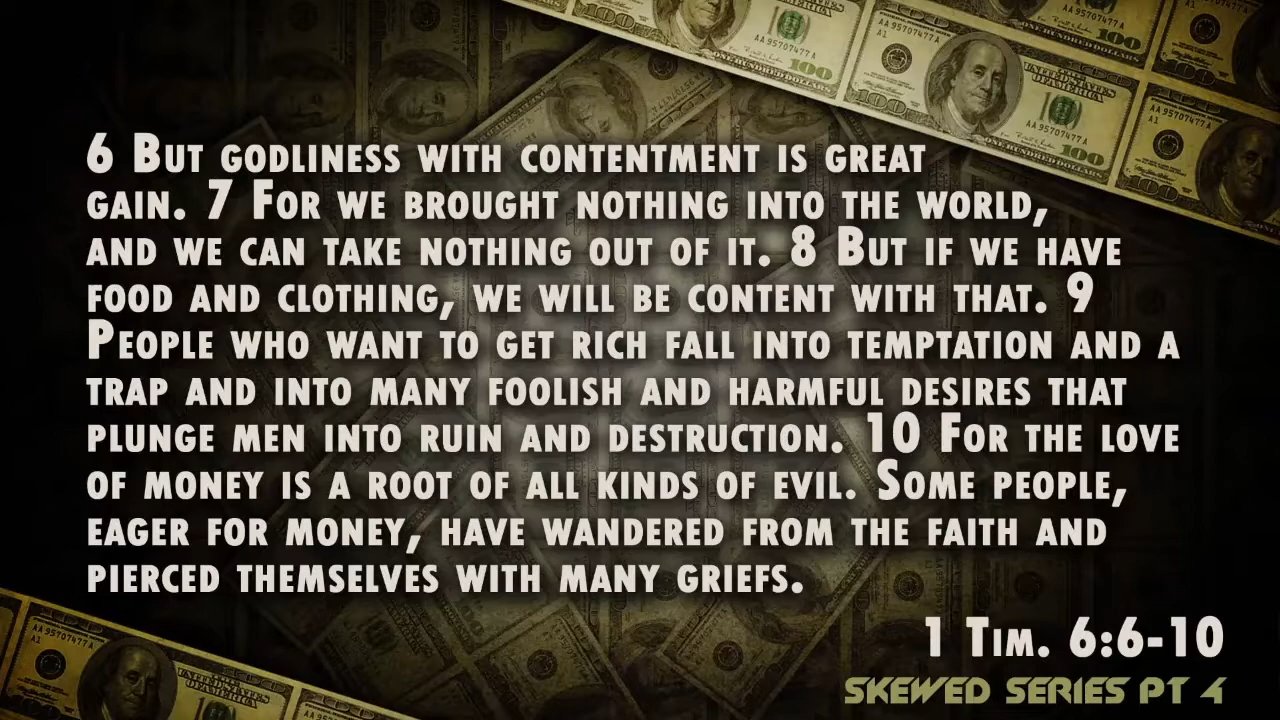 6 But godliness with contentment is great
gain. 7 For we brought nothing into the world,
and we can take nothing out of it. 8 But if we have
food and clothing, we will be content with that. 9
People who want to get rich fall into temptation and a
trap and into many foolish and harmful desires that
plunge men into ruin and destruction. 10 For the love
of money is a root of all kinds of evil. Some people,
eager for money, have wandered from the faith and
pierced themselves with many griefs.
1 Tim. 6:6-10
SKEWED SERIES PT 4